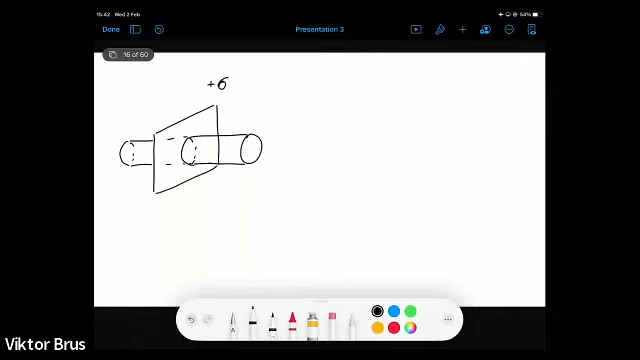 15:42 Wed 2 Feb
54%
Done
Presentation 3
16 of 60
+6
Viktor Brus